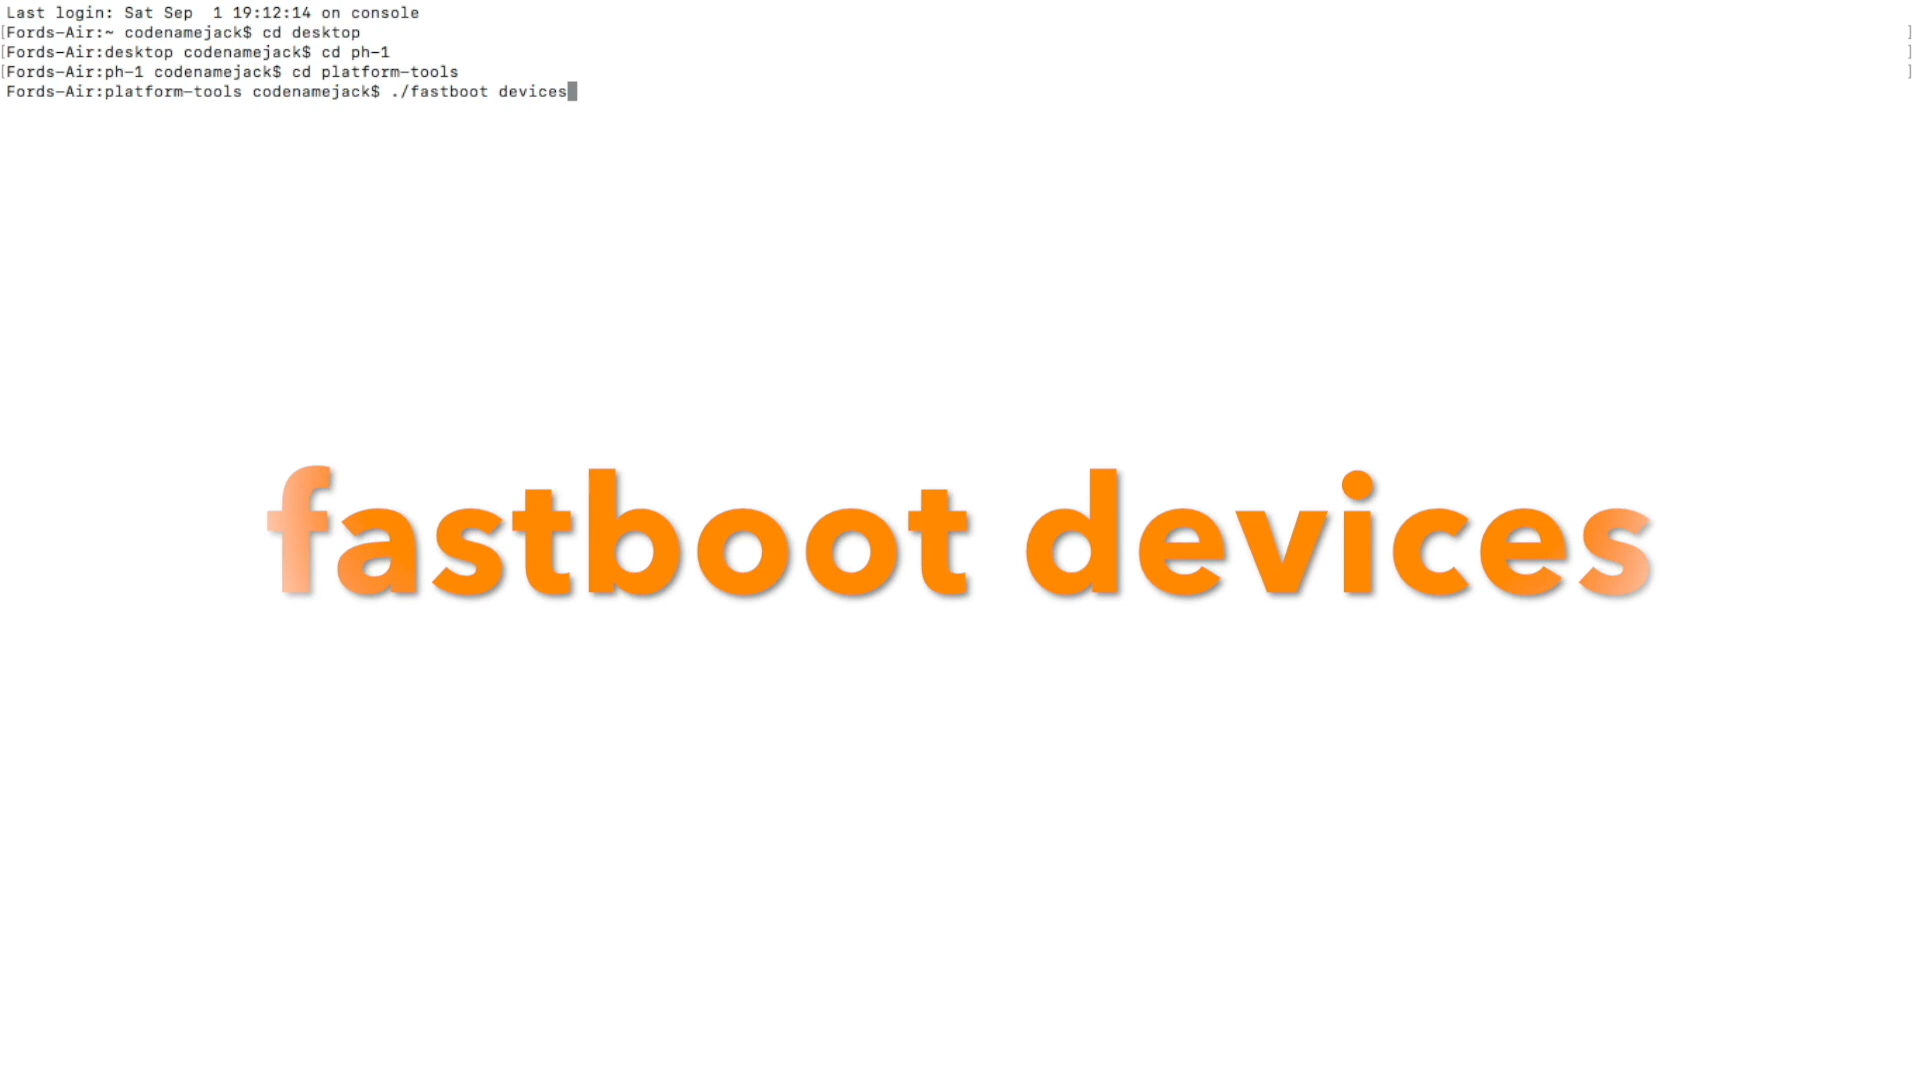 Last login: Sat Sep  1 19:12:14 on console
[Fords-Air:~ codenamejack$ cd desktop ]
[Fords-Air:desktop codenamejack$ cd ph-1 ]
[Fords-Air:ph-1 codenamejack$ cd platform-tools ]
Fords-Air:platform-tools codenamejack$ ./fastboot devices
fastboot devices